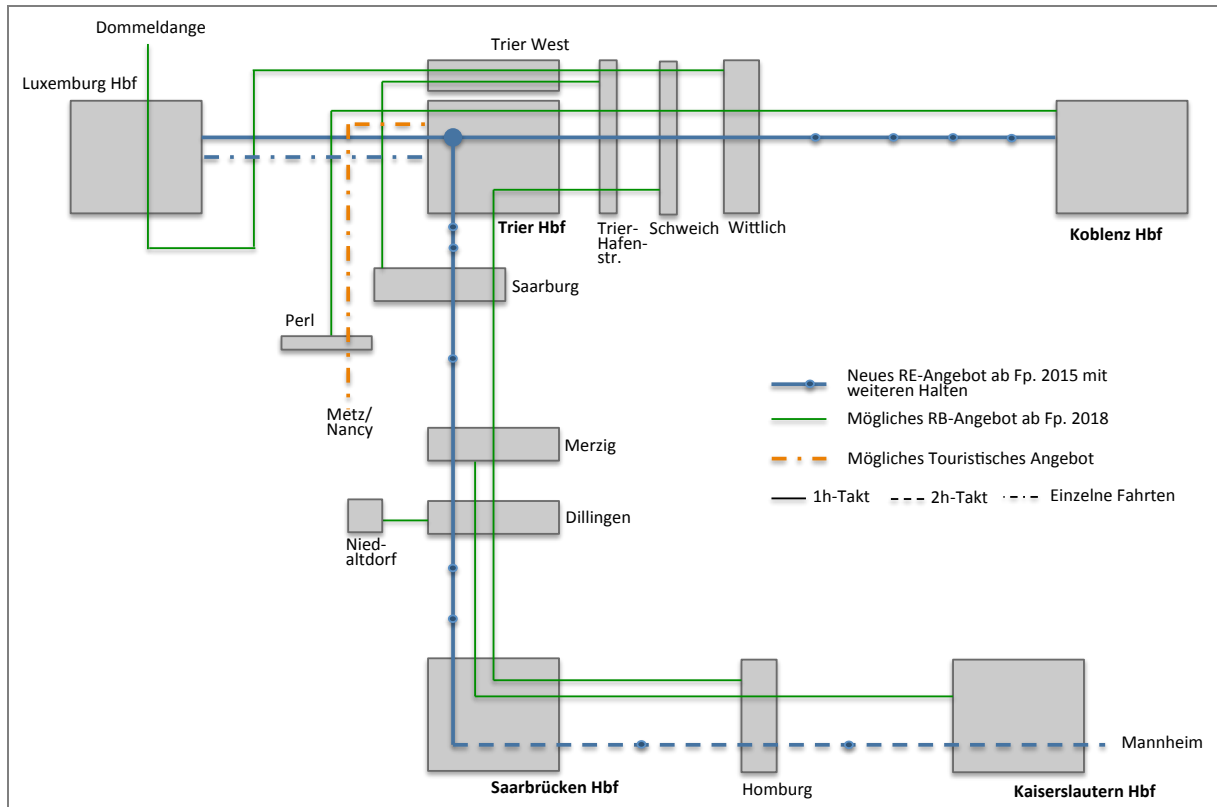 Dommeldange
Trier West
Luxemburg Hbf
Trier Hbf
Trier-
Hafen-
str.
Schweich
Wittlich
Koblenz Hbf
Saarburg
Perl
Metz/
Nancy
Neues RE-Angebot ab Fp. 2015 mit
weiteren Halten
Mögliches RB-Angebot ab Fp. 2018
Mögliches Touristisches Angebot
1h-Takt
2h-Takt
Einzelne Fahrten
Merzig
Dillingen
Nied-
altdorf
Mannheim
Saarbrücken Hbf
Homburg
Kaiserslautern Hbf